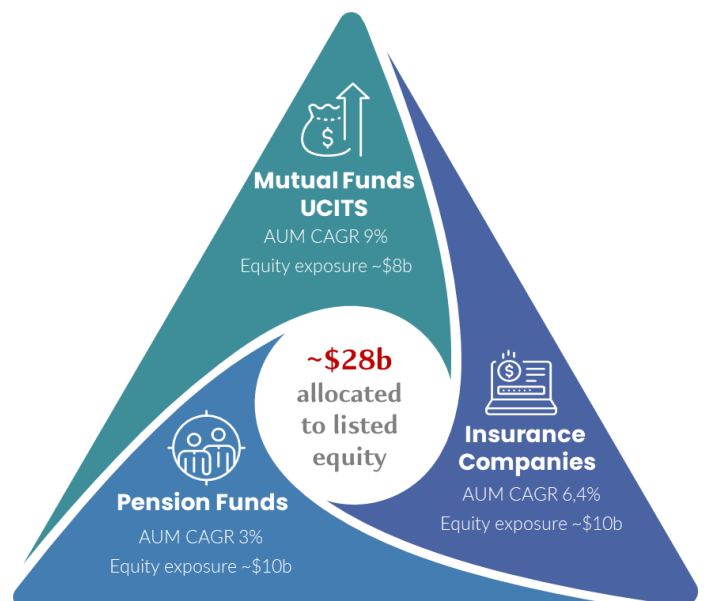 $
Mutual Funds
UCITS
AUM CAGR 9%
Equity exposure ~$8b
~$28b
allocated
to listed
equity
$
Insurance
Companies
AUM CAGR 6,4%
Equity exposure ~$10b
Pension Funds
AUM CAGR 3%
Equity exposure ~$10b